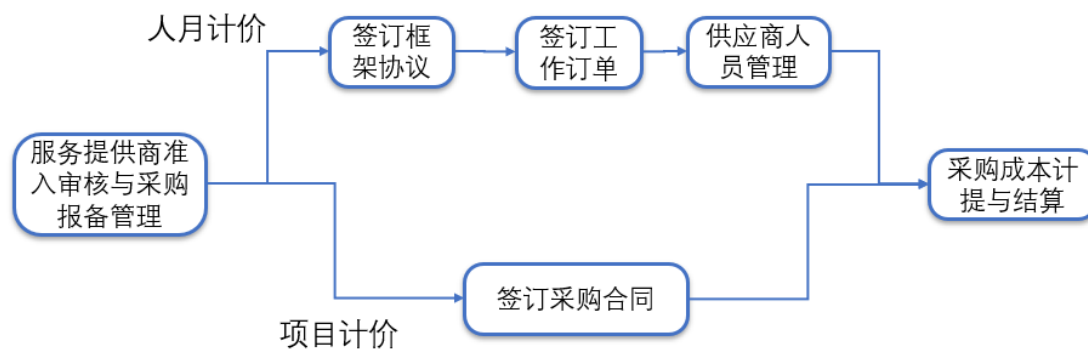 人月计价
签订框
架协议
签订工
作订单
供应商人
员管理
服务提供商准
入审核与采购
报备管理
采购成本计
提与结算
签订采购合同
项目计价